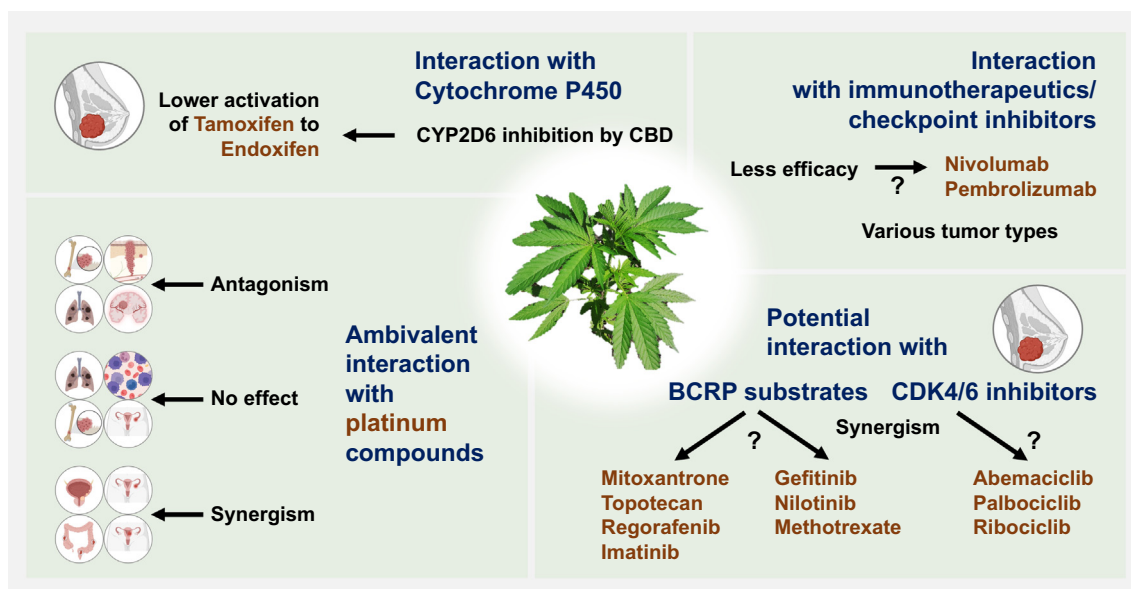 Interaction with
Cytochrome P450
Lower activation
of Tamoxifen to
Endoxifen
CYP2D6 inhibition by CBD
Interaction
with immunotherapeutics/
checkpoint inhibitors
Less efficacy
?
Nivolumab
Pembrolizumab
Various tumor types
Antagonism
No effect
Synergism
Ambivalent
interaction
with
platinum
compounds
Potential
interaction with
BCRP substrates
CDK4/6 inhibitors
?
Synergism
?
Mitoxantrone
Topotecan
Regorafenib
Imatinib
Gefitinib
Nilotinib
Methotrexate
Abemaciclib
Palbociclib
Ribociclib